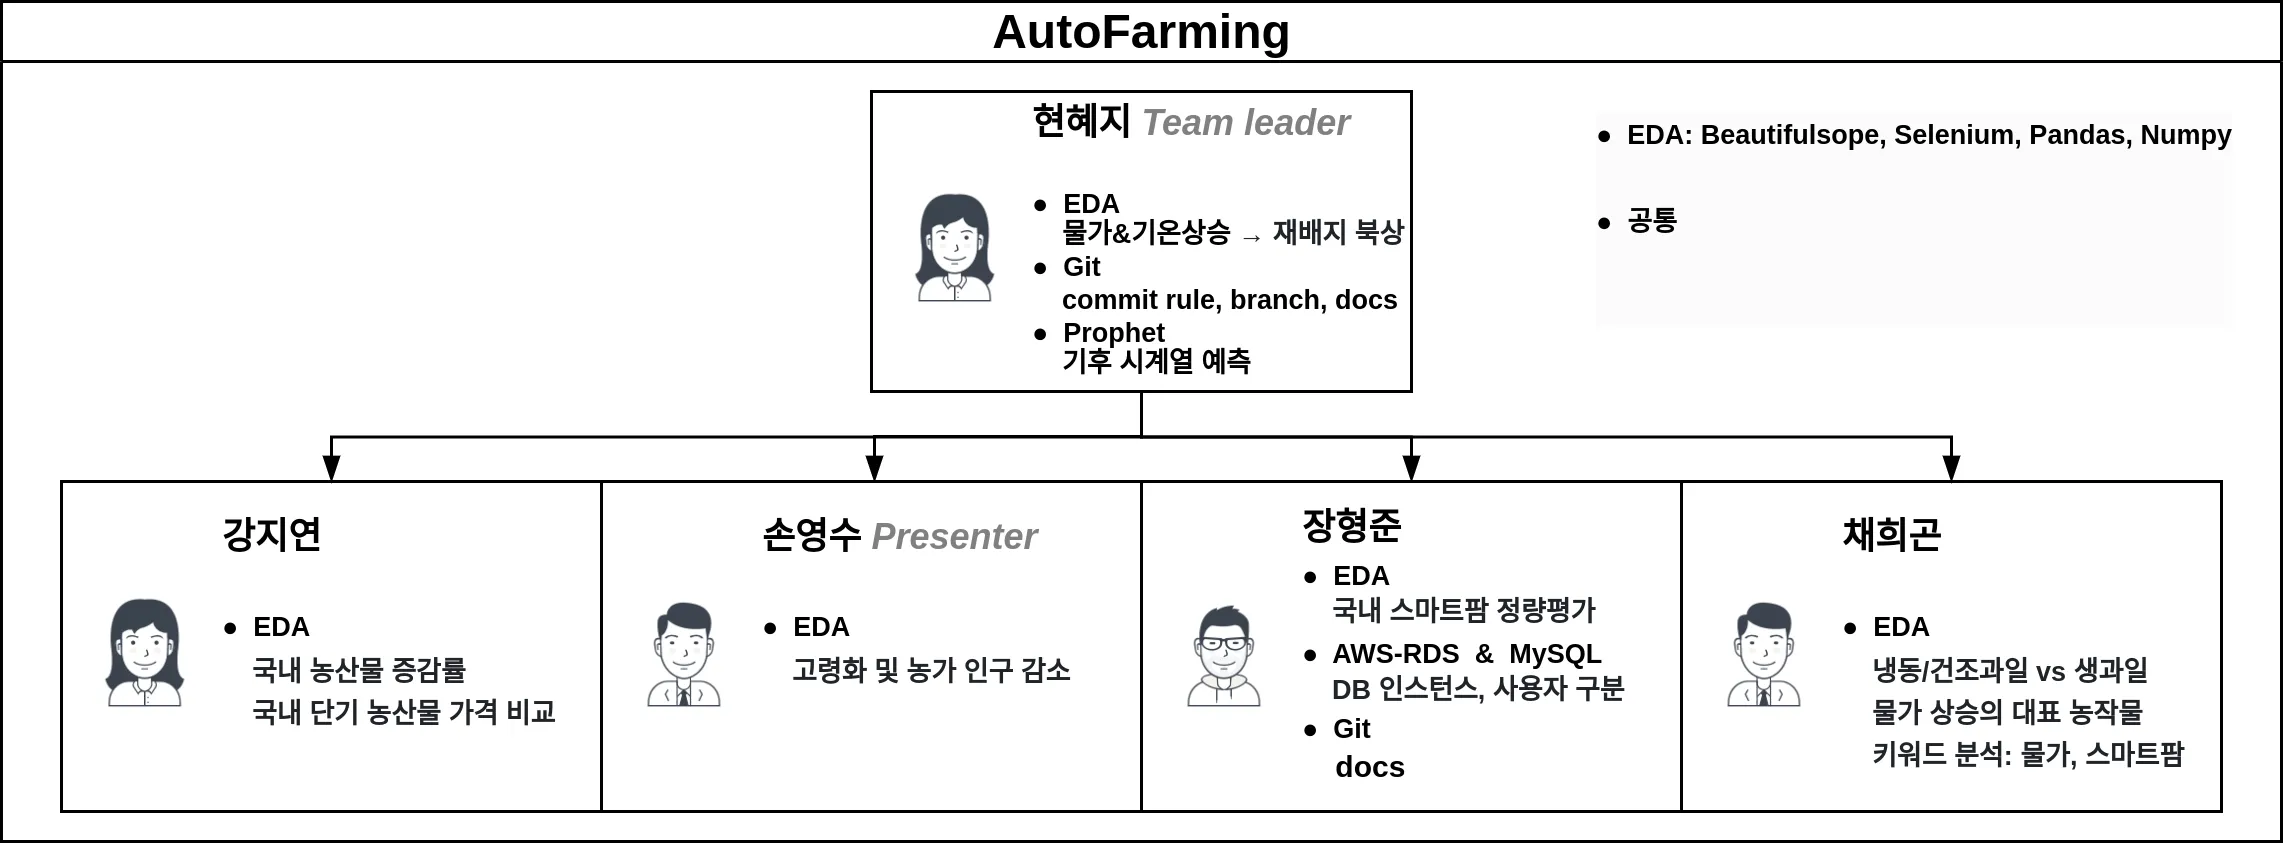 AutoFarming
현혜지 Team leader
● EDA
물가&기온상승 → 재배지 북상
● Git
commit rule, branch, docs
● Prophet
기후 시계열 예측
● EDA: Beautifulsope, Selenium, Pandas, Numpy
● 공통
강지연
● EDA
국내 농산물 증감률
국내 단기 농산물 가격 비교
손영수 Presenter
● EDA
고령화 및 농가 인구 감소
장형준
● EDA
국내 스마트팜 정량평가
● AWS-RDS & MySQL
DB 인스턴스, 사용자 구분
● Git
docs
채희곤
● EDA
냉동/건조과일 vs 생과일
물가 상승의 대표 농작물
키워드 분석: 물가, 스마트팜